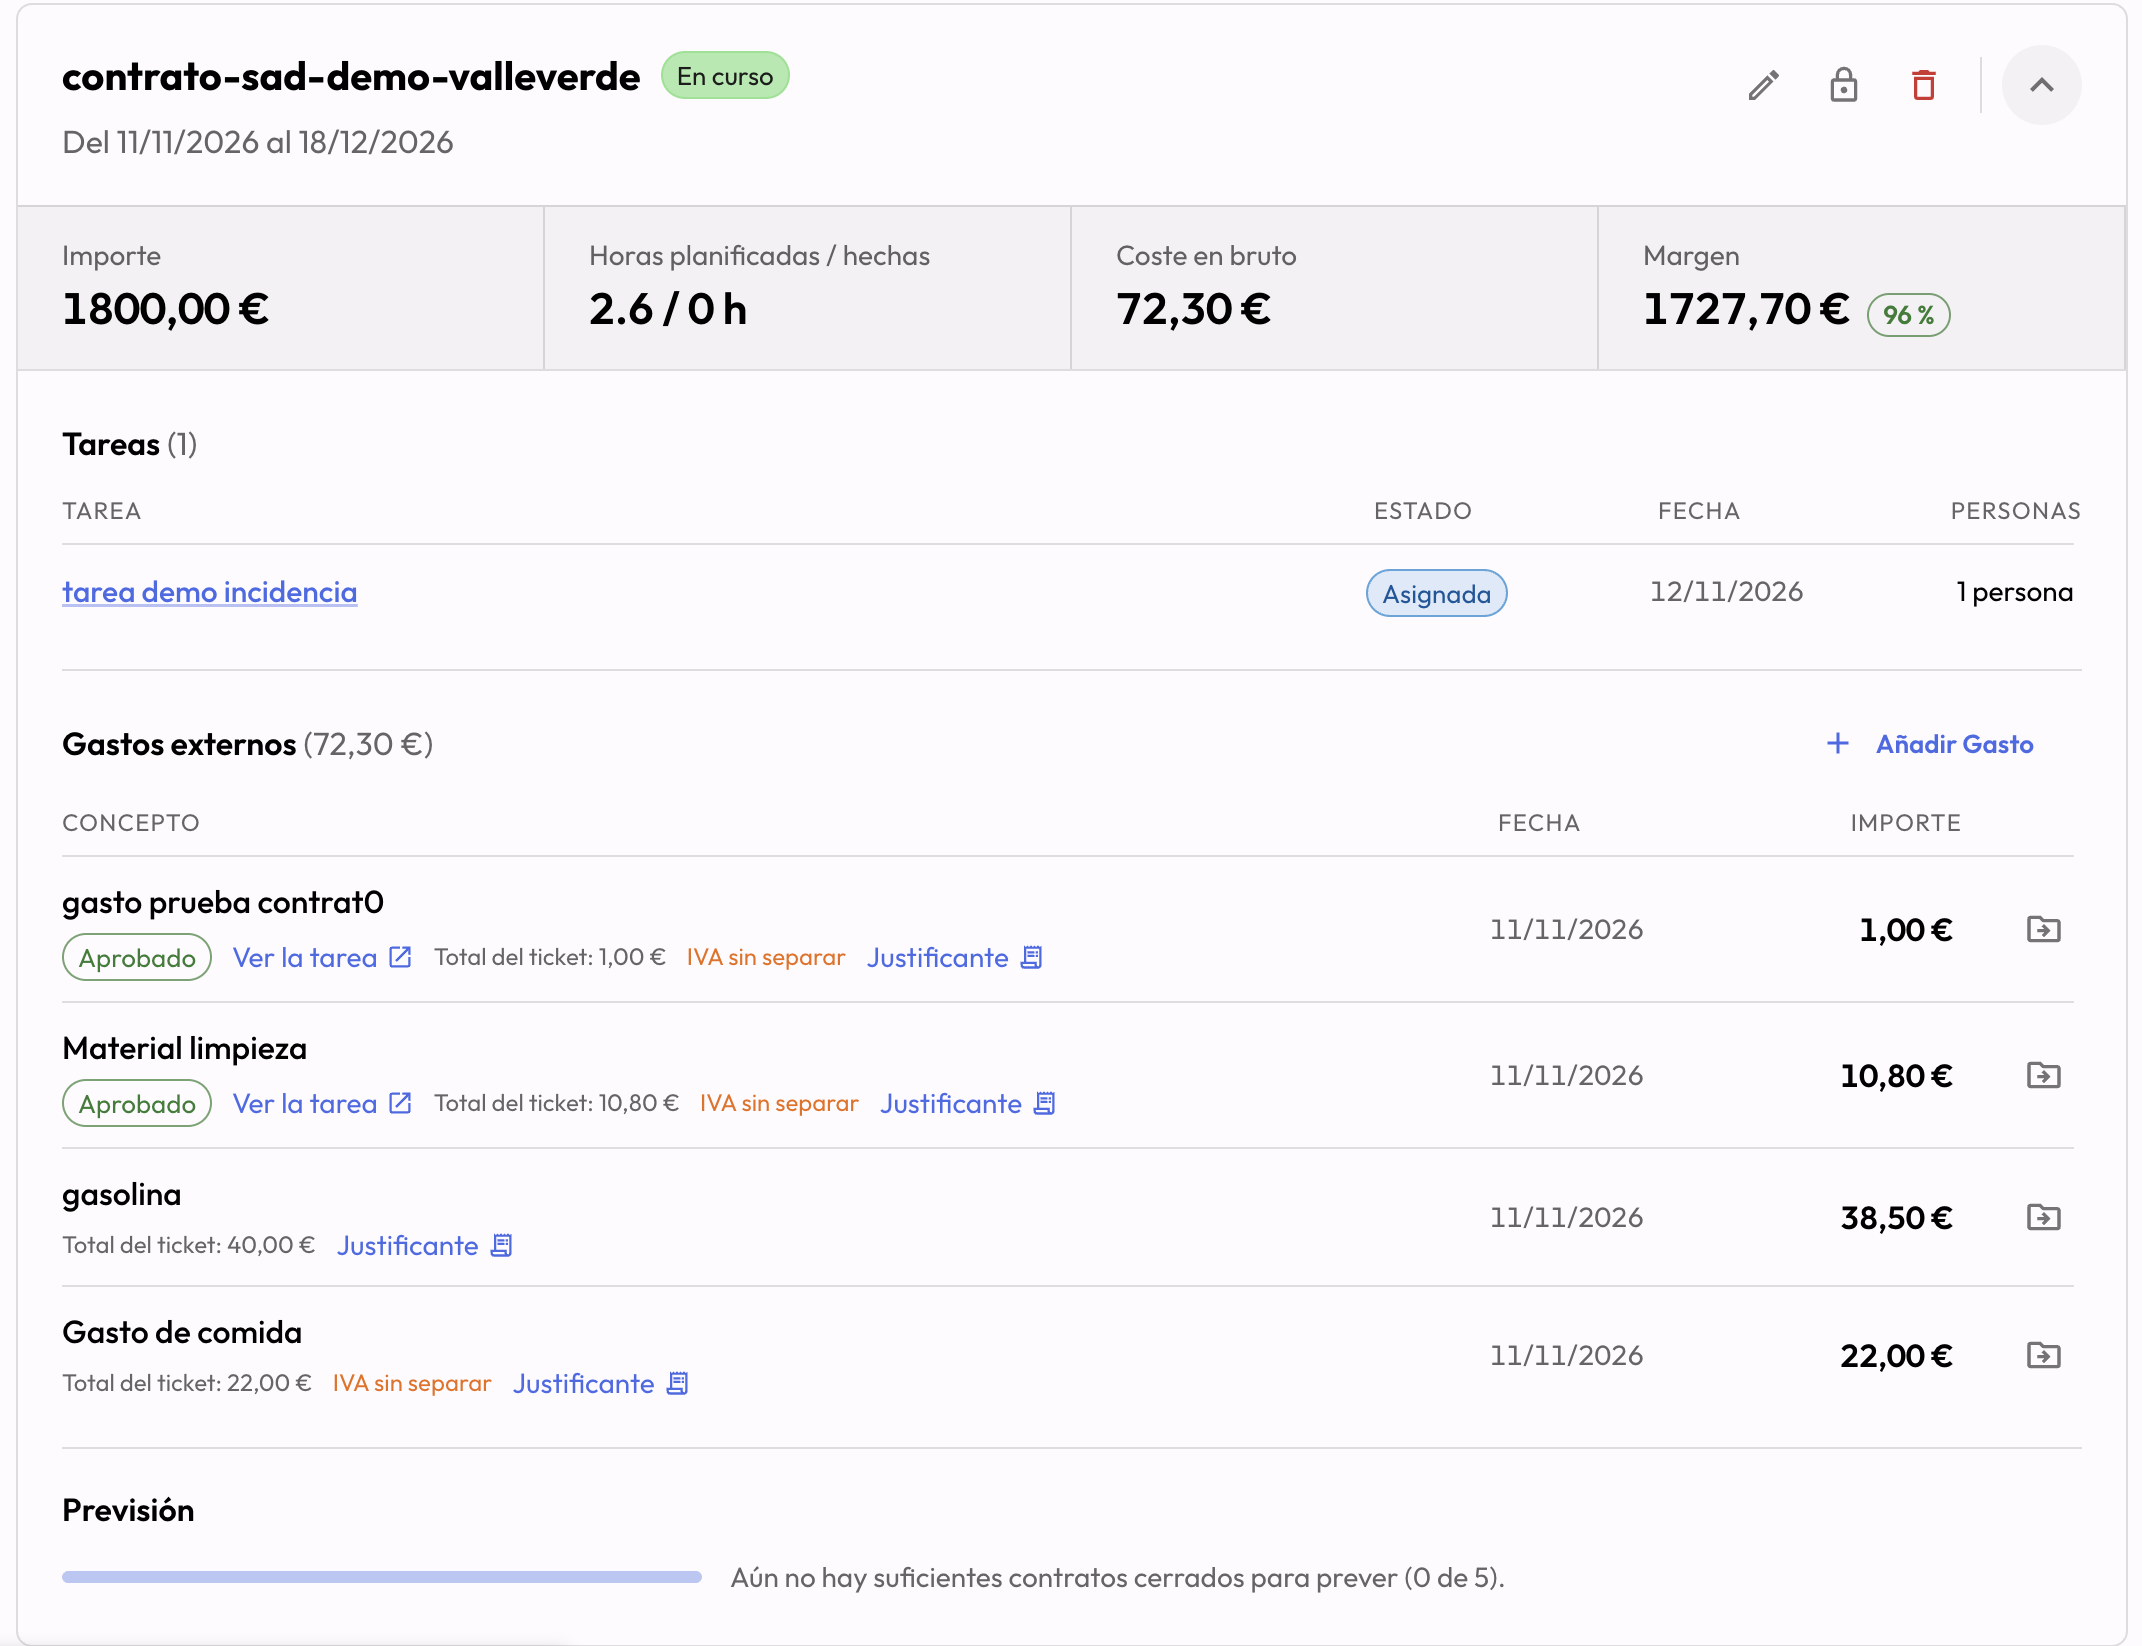 contrato-sad-demo-valleverde En curso
Del 11/11/2026 al 18/12/2026
Importe Horas planificadas / hechas Coste en bruto Margen
1800,00 € 2.6 / 0 h 72,30 € 1727,70 € 96 %
Tareas (1)
TAREA ESTADO FECHA PERSONAS
tarea demo incidencia Asignada 12/11/2026 1 persona
Gastos externos (72,30 €) + Añadir Gasto
CONCEPTO FECHA IMPORTE
gasto prueba contrat0
11/11/2026 1,00 €
Aprobado Ver la tarea Total del ticket: 1,00 € IVA sin separar Justificante
Material limpieza
11/11/2026 10,80 €
Aprobado Ver la tarea Total del ticket: 10,80 € IVA sin separar Justificante
gasolina
11/11/2026 38,50 €
Total del ticket: 40,00 € Justificante
Gasto de comida
11/11/2026 22,00 €
Total del ticket: 22,00 € IVA sin separar Justificante
Previsión
Aún no hay suficientes contratos cerrados para prever (0 de 5).